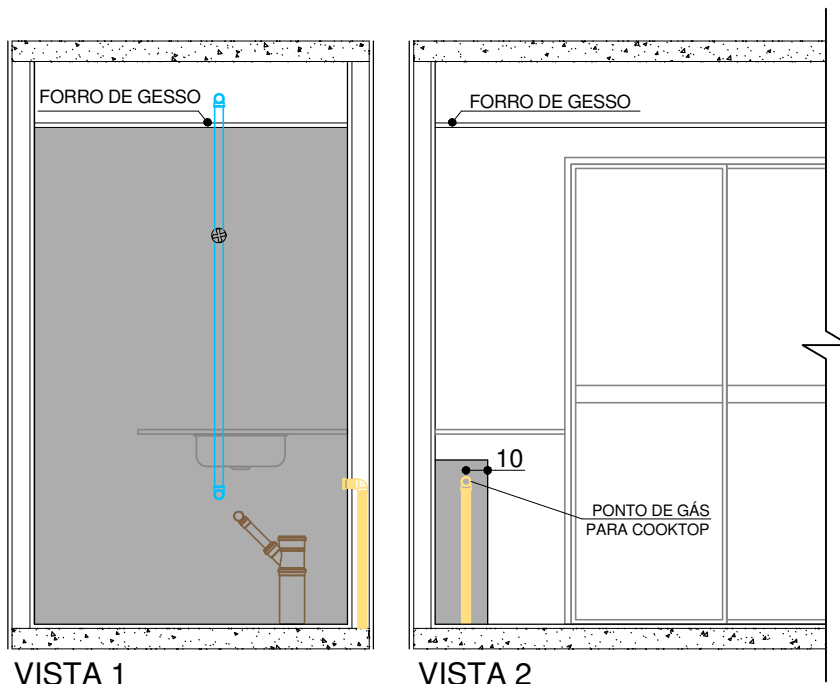 FORRO DE GESSO
FORRO DE GESSO
10
PONTO DE GÁS
PARA COOKTOP
VISTA 1
VISTA 2